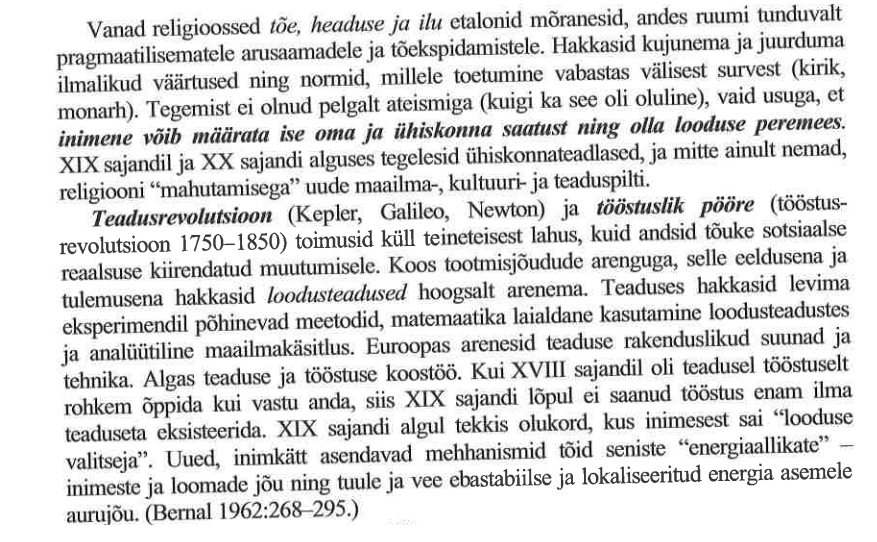 Vanad religioossed tõe, headuse ja ilu etalonid mõranesid, andes ruumi tunduvalt
pragmaatilisematele arusaamadele ja tõekspidamistele. Hakkasid kujunema ja juurduma
ilmalikud väärtused ning normid, millele toetumine vabastas välisest survest (kirik,
monarh). Tegemist ei olnud pelgalt ateismiga (kuigi ka see oli oluline), vaid usuga, et
inimene võib määrata ise oma ja ühiskonna saatust ning olla looduse peremees.
XIX sajandil ja XX sajandi alguses tegelesid ühiskonnateadlased, ja mitte ainult nemad,
religiooni “mahutamisega” uude maailma-, kultuuri- ja teaduspilti.
Teadusrevolutsioon (Kepler, Galileo, Newton) ja tööstuslik pööre (tööstus-
revolutsioon 1750–1850) toimusid küll teineteisest lahus, kuid andsid tõuke sotsiaalse
reaalsuse kiirendatud muutumisele. Koos tootmisjõudude arenguga, selle eeldusena ja
tulemusena hakkasid loodusteadused hoogsalt arenema. Teaduses hakkasid levima
eksperimendil põhinevad meetodid, matemaatika laialdane kasutamine loodusteadustes
ja analüütiline maailmakäsitlus. Euroopas arenesid teaduse rakenduslikud suunad ja
tehnika. Algas teaduse ja tööstuse koostöö. Kui XVIII sajandil oli teadusel tööstuselt
rohkem õppida kui vastu anda, siis XIX sajandi lõpul ei saanud tööstus enam ilma
teaduseta eksisteerida. XIX sajandi algul tekkis olukord, kus inimesest sai “looduse
valitseja”. Uued, inimkätt asendavad mehhanismid tõid seniste “energiaallikate” –
inimeste ja loomade jõu ning tuule ja vee ebastabiilse ja lokaliseeritud energia asemele
aurujõu. (Bernal 1962:268–295.)